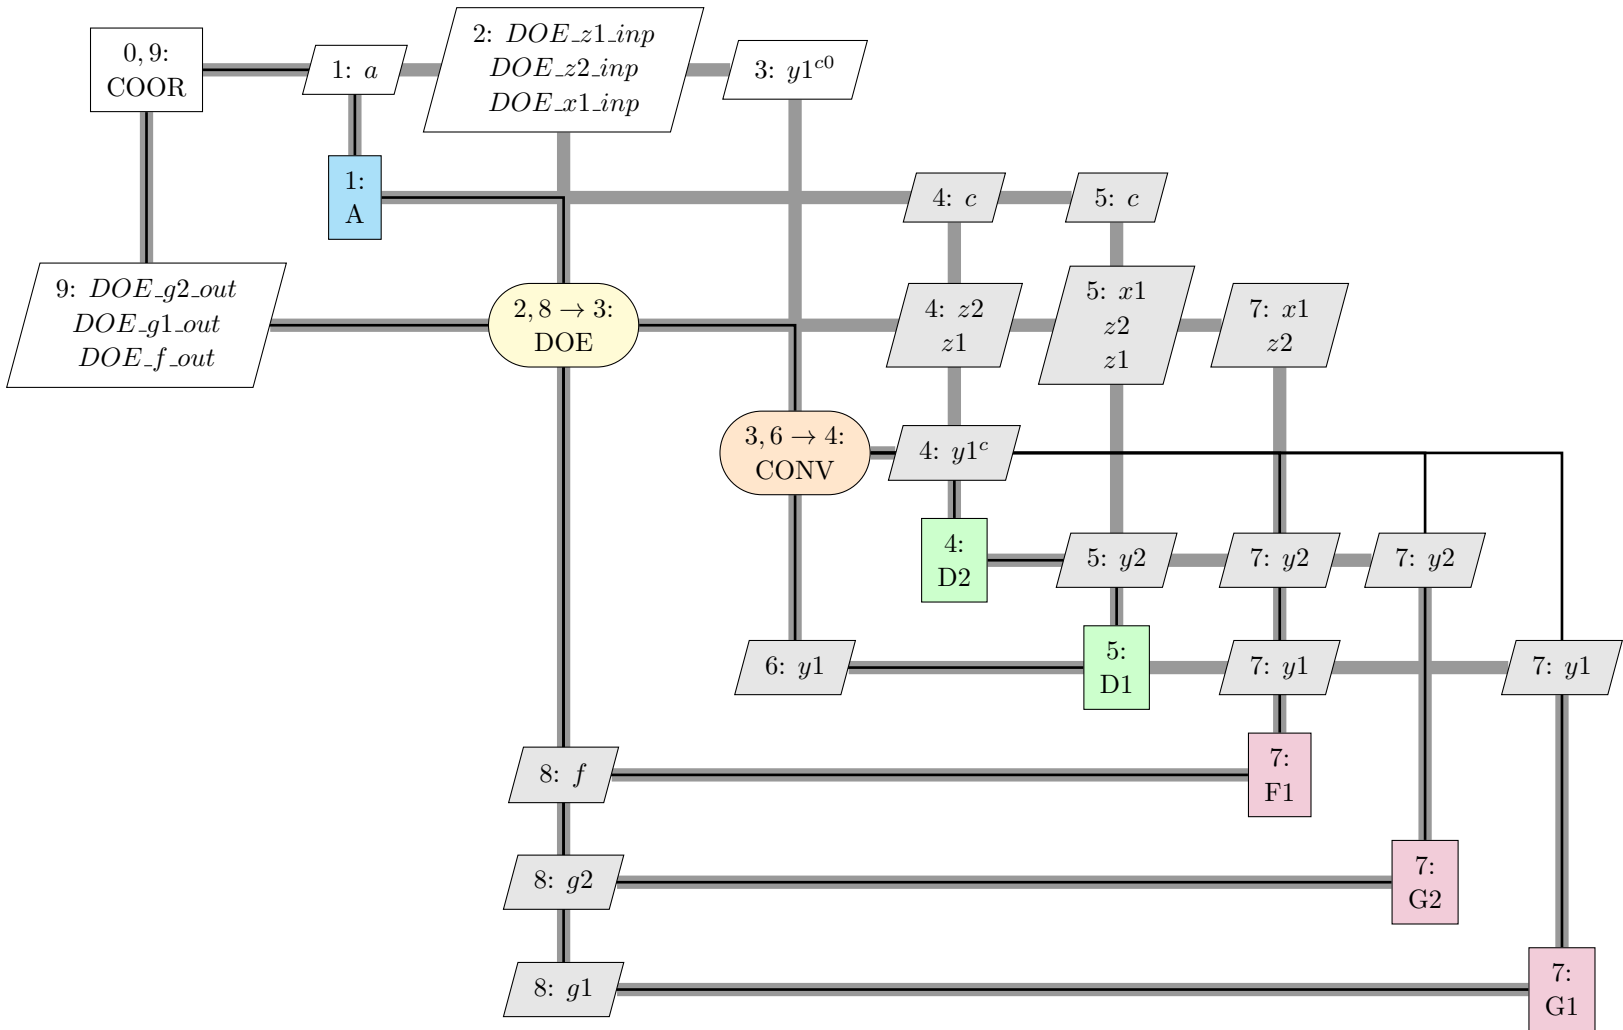 0, 9:
COOR
1: a
2: DOE_z1_inp
DOE_z2_inp
DOE_x1_inp
3: y1^{c0}
1:
A
4: c
5: c
9: DOE_g2_out
DOE_g1_out
DOE_f_out
2, 8 → 3:
DOE
4: z2
z1
5: x1
z2
z1
7: x1
z2
3, 6 → 4:
CONV
4: y1^{c}
4:
D2
5: y2
7: y2
7: y2
6: y1
5:
D1
7: y1
7: y1
8: f
7:
F1
8: g2
7:
G2
8: g1
7:
G1